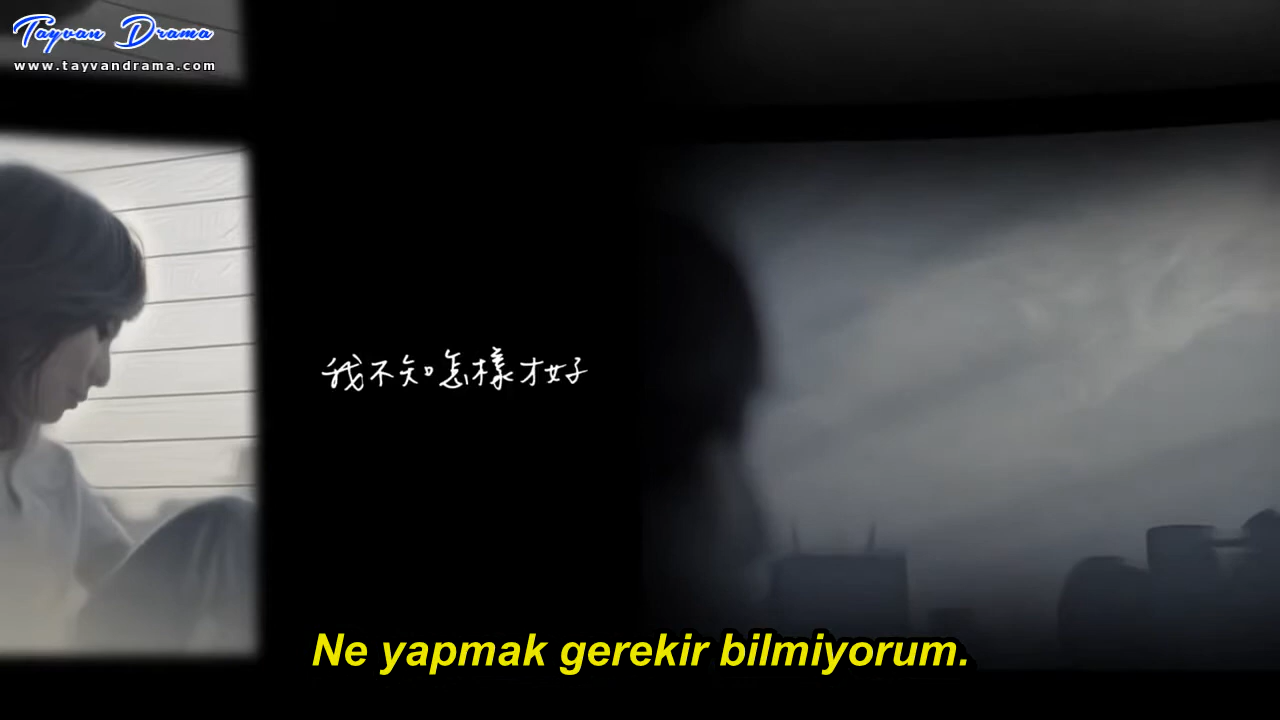 Tayvan Drama
www.tayvandrama.com
我不知怎樣才好
Ne yapmak gerekir bilmiyorum.